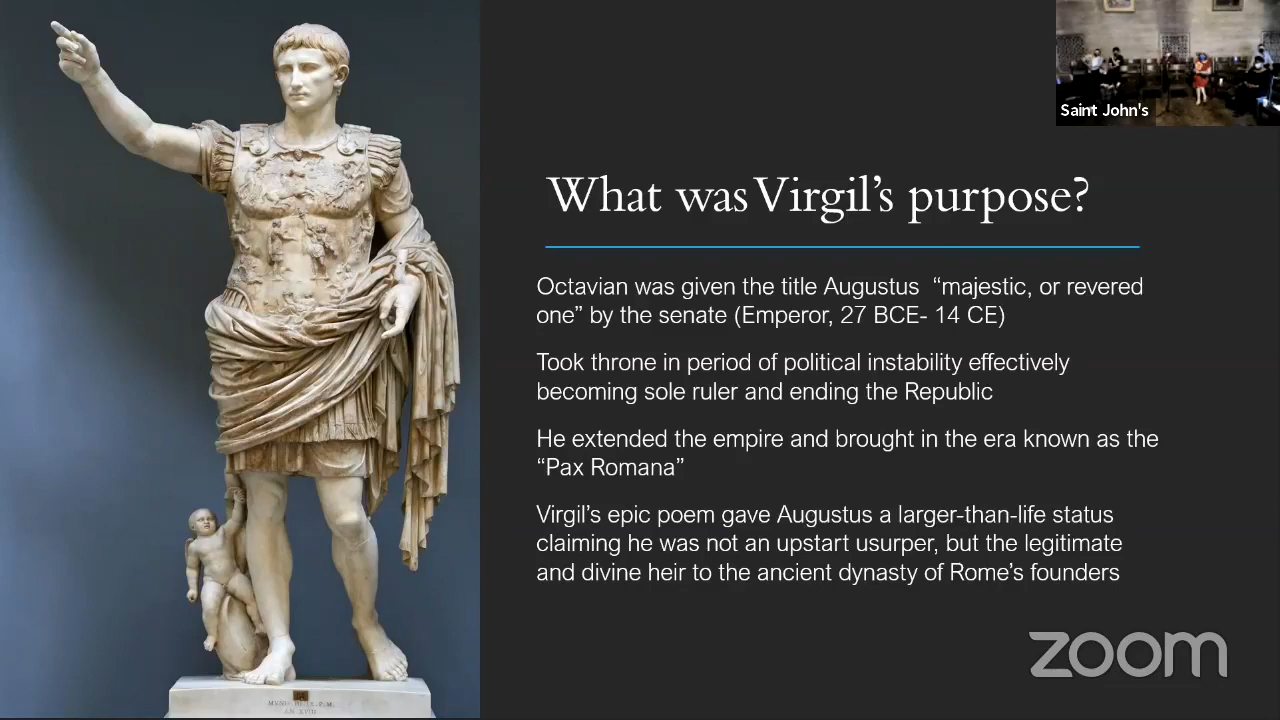 Saint John's
What was Virgil’s purpose?
Octavian was given the title Augustus “majestic, or revered
one” by the senate (Emperor, 27 BCE- 14 CE)
Took throne in period of political instability effectively
becoming sole ruler and ending the Republic
He extended the empire and brought in the era known as the
“Pax Romana”
Virgil’s epic poem gave Augustus a larger-than-life status
claiming he was not an upstart usurper, but the legitimate
and divine heir to the ancient dynasty of Rome’s founders
zoom